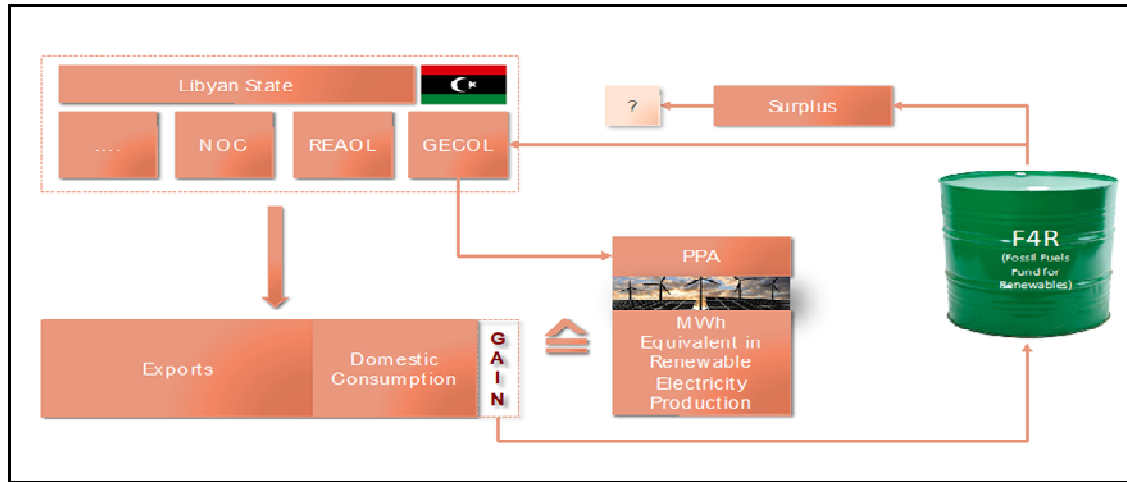 Libyan State
....
NOC
REAOL
GECOL
?
Surplus
F4R
(Fossil Fuels
Fund for
Renewables)
PPA
MWh
Equivalent in
Renewable
Electricity
Production
Exports
Domestic
Consumption
G
A
I
N